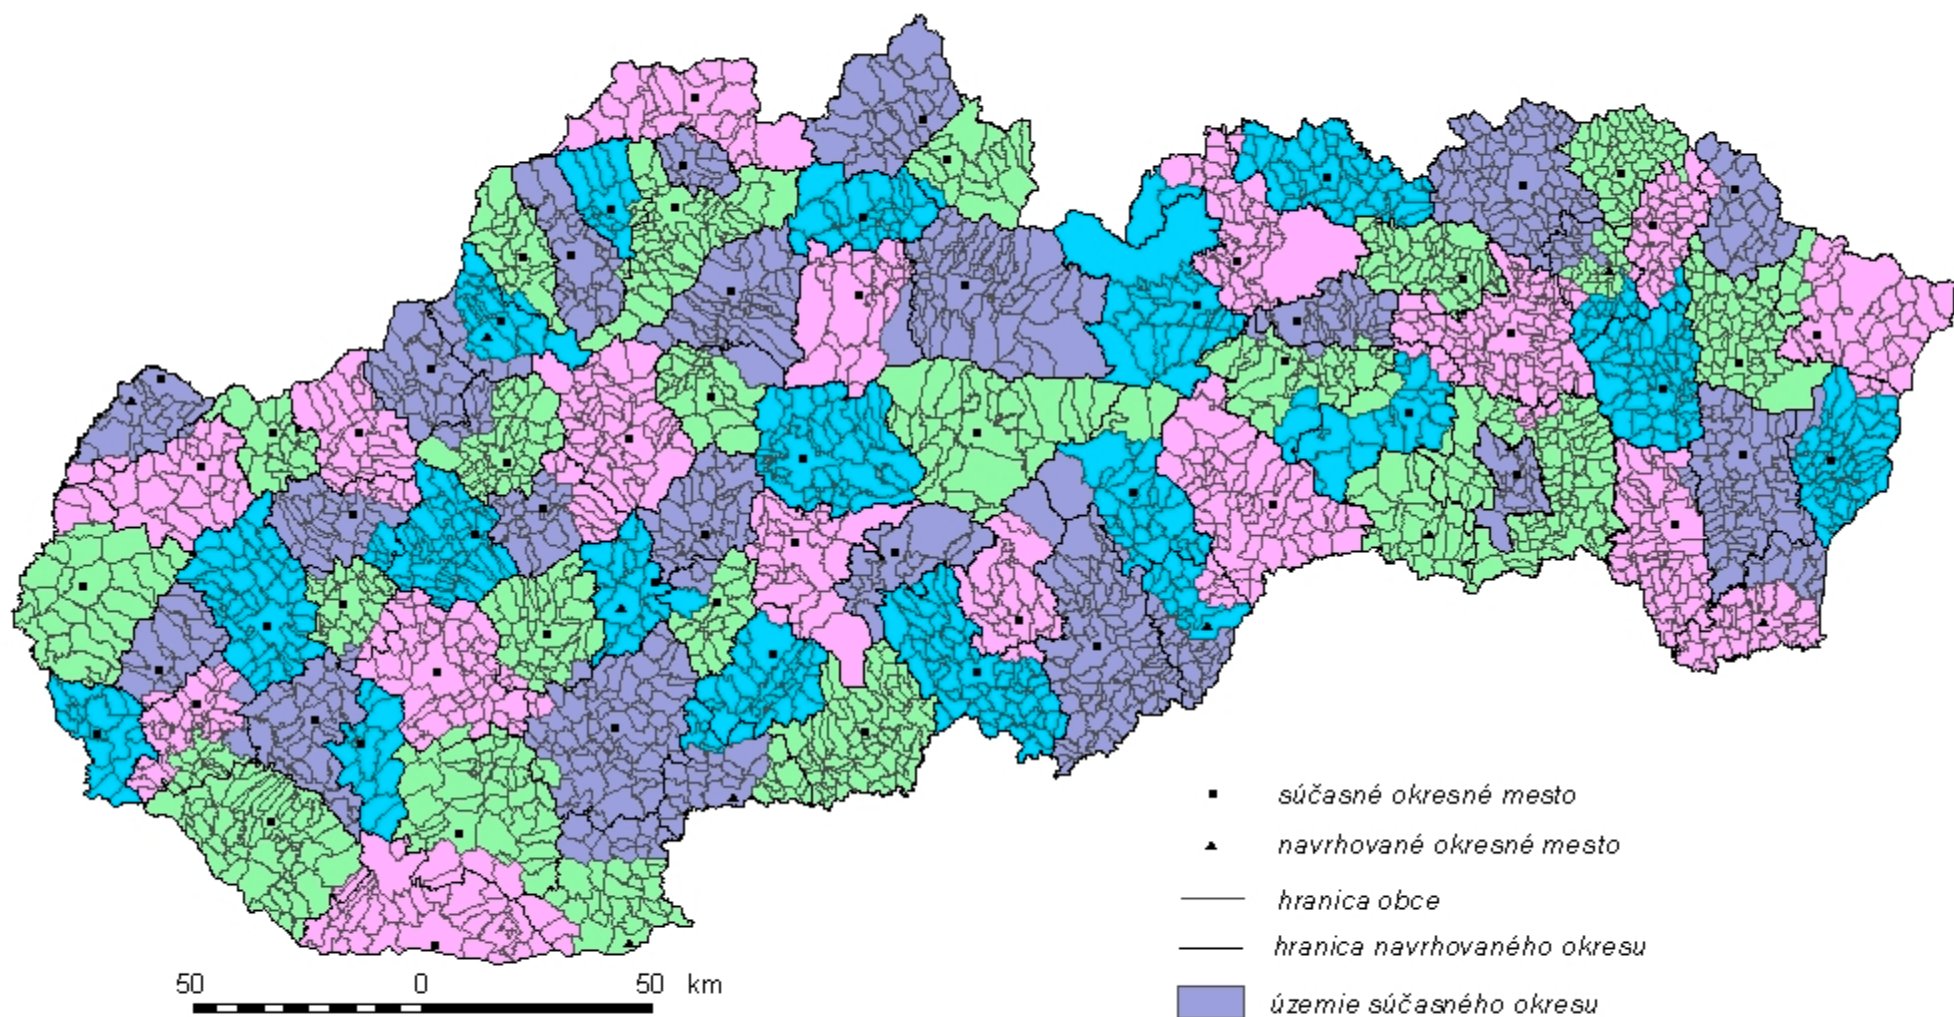 súčasné okresné mesto
navrhované okresné mesto
hranica obce
hranica navrhovaného okresu
územie súčasného okresu
50 0 50 km